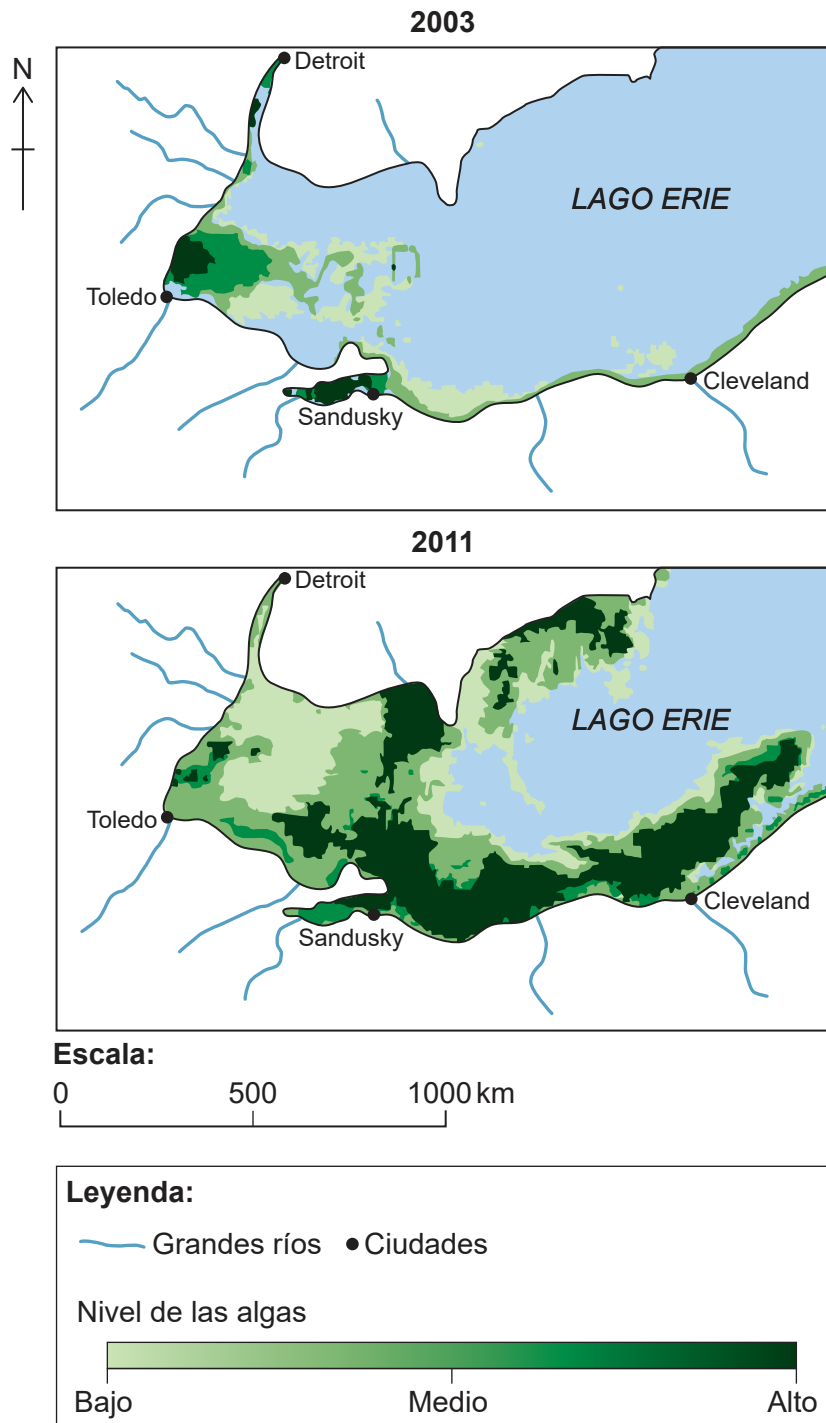 2003
N
Detroit
LAGO ERIE
Toledo
Cleveland
Sandusky
2011
Detroit
LAGO ERIE
Toledo
Cleveland
Sandusky
Escala:
0 500 1000 km
Leyenda:
Grandes ríos Ciudades
Nivel de las algas
Bajo Medio Alto